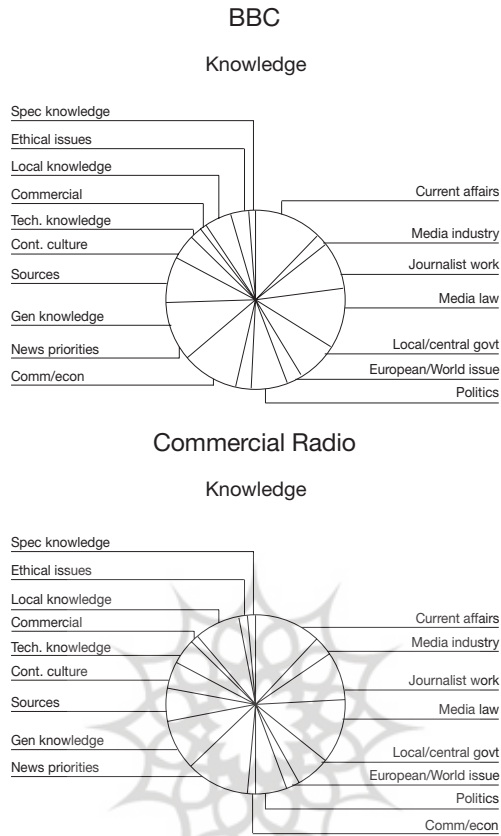 BBC
Knowledge
Spec knowledge
Ethical issues
Local knowledge
Commercial
Tech. knowledge
Cont. culture
Sources
Gen knowledge
News priorities
Comm/econ
Current affairs
Media industry
Journalist work
Media law
Local/central govt
European/World issue
Politics
Commercial Radio
Knowledge
Spec knowledge
Ethical issues
Local knowledge
Commercial
Tech. knowledge
Cont. culture
Sources
Gen knowledge
News priorities
Current affairs
Media industry
Journalist work
Media law
Local/central govt
European/World issue
Politics
Comm/econ